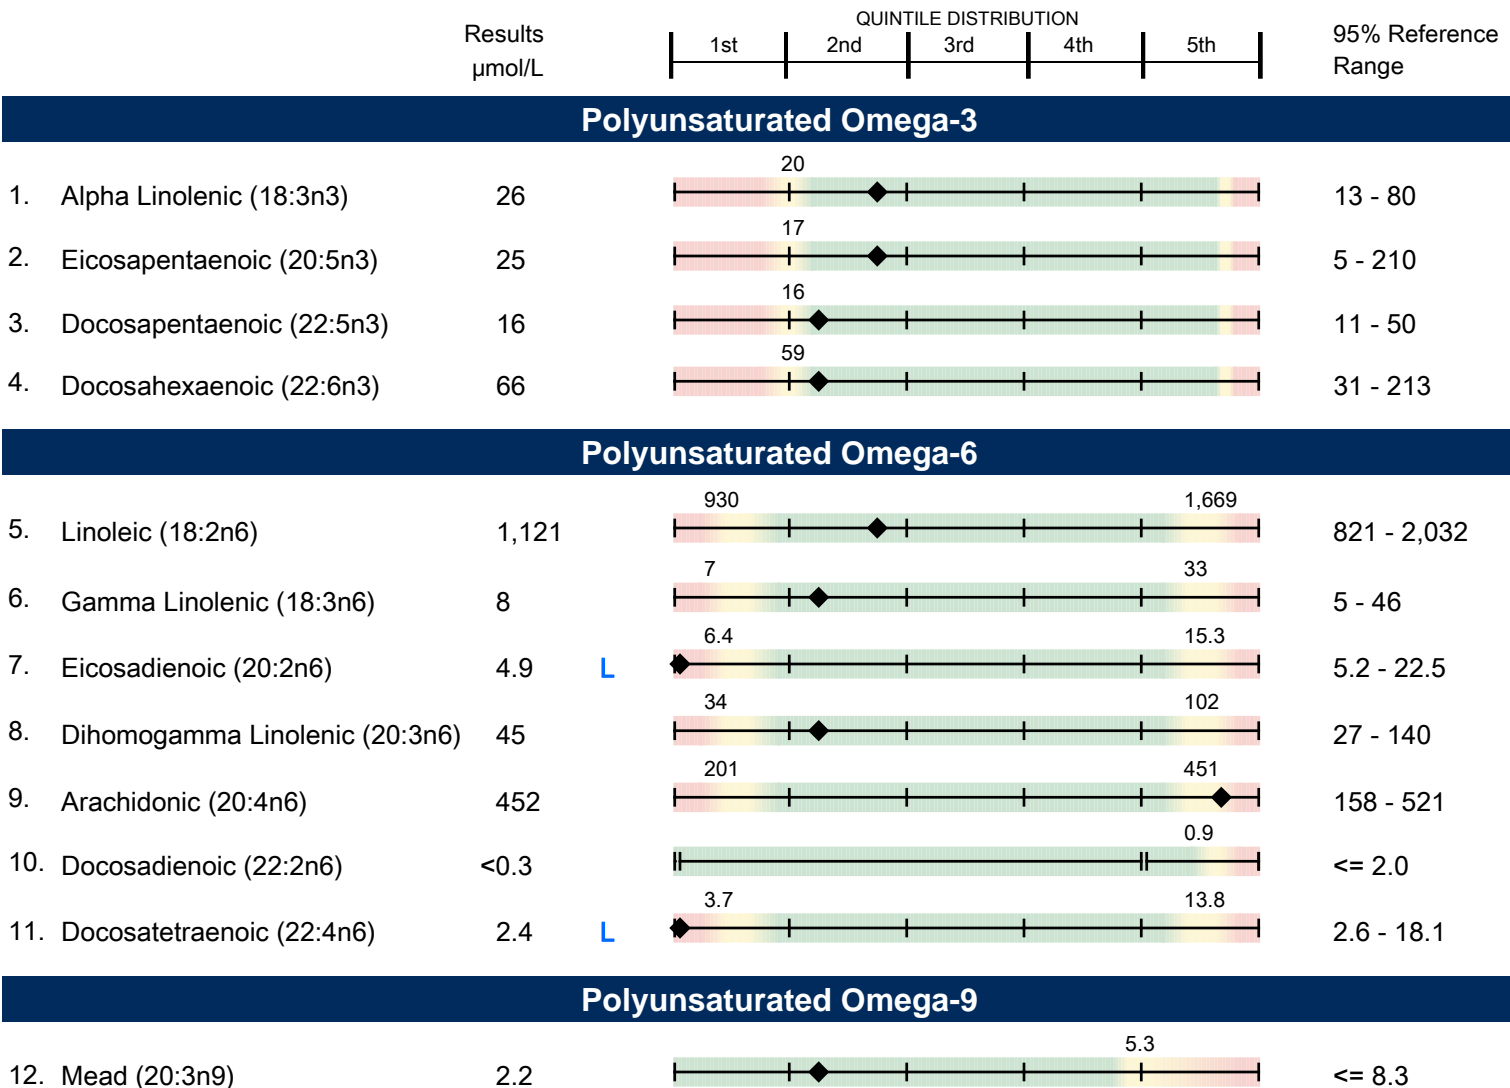 Results
µmol/L
QUINTILE DISTRIBUTION
1st 2nd 3rd 4th 5th
95% Reference
Range
Polyunsaturated Omega-3
20
1. Alpha Linolenic (18:3n3) 26 13 - 80
17
2. Eicosapentaenoic (20:5n3) 25 5 - 210
16
3. Docosapentaenoic (22:5n3) 16 11 - 50
59
4. Docosahexaenoic (22:6n3) 66 31 - 213
Polyunsaturated Omega-6
930 1,669
5. Linoleic (18:2n6) 1,121 821 - 2,032
7 33
6. Gamma Linolenic (18:3n6) 8 5 - 46
6.4 15.3
7. Eicosadienoic (20:2n6) 4.9 L 5.2 - 22.5
34 102
8. Dihomogamma Linolenic (20:3n6) 45 27 - 140
201 451
9. Arachidonic (20:4n6) 452 158 - 521
0.9
10. Docosadienoic (22:2n6) <0.3 <= 2.0
3.7 13.8
11. Docosatetraenoic (22:4n6) 2.4 L 2.6 - 18.1
Polyunsaturated Omega-9
5.3
12. Mead (20:3n9) 2.2 <= 8.3